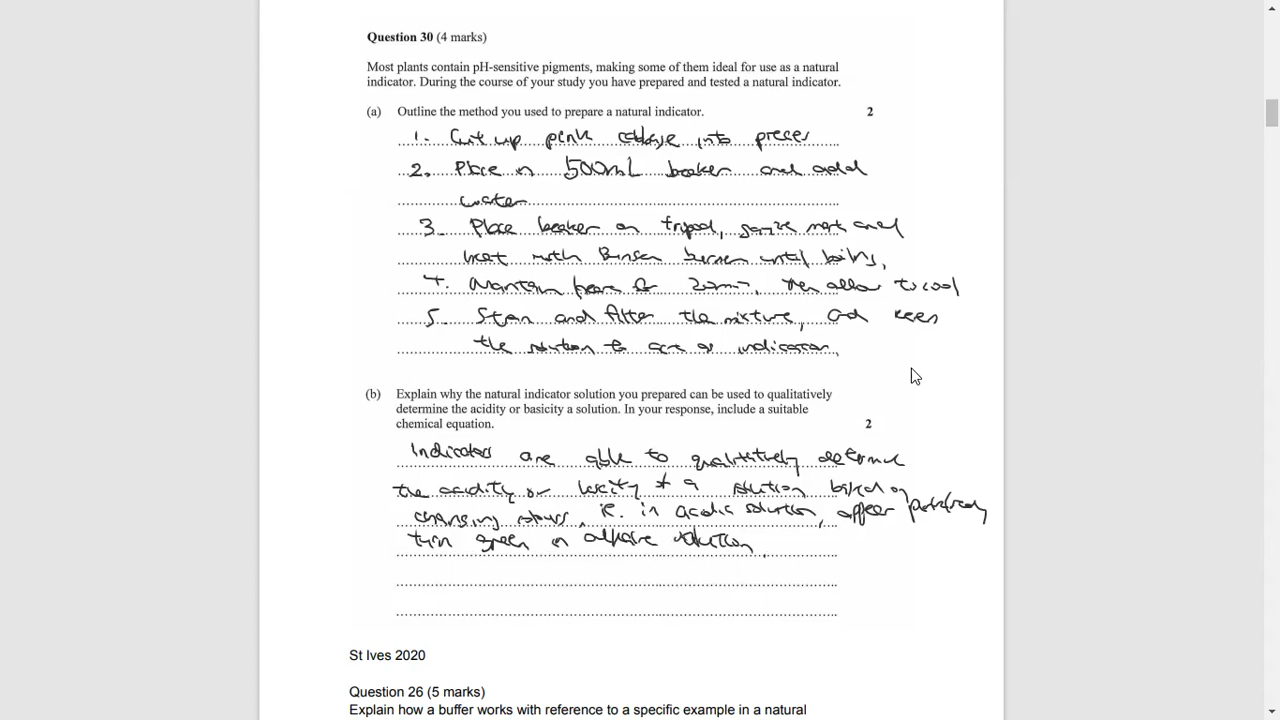 Question 30 (4 marks)
Most plants contain pH-sensitive pigments, making some of them ideal for use as a natural
indicator. During the course of your study you have prepared and tested a natural indicator.
(a) Outline the method you used to prepare a natural indicator. 2
1. Cut up pink cabbage into pieces
2. Place in 500mL beaker and add
water
3. Place beaker on tripod, gauze mat and
heat with Bunsen burner until boiling,
4. Maintain for 20min, then allow to cool
5. Strain and filter the mixture, and keep
the solution to act as indicator.
(b) Explain why the natural indicator solution you prepared can be used to qualitatively
determine the acidity or basicity a solution. In your response, include a suitable
chemical equation. 2
Indicators are able to qualitatively determine
the acidity or basicity of a solution based on
changing colours, ie. in acidic solution, appear
turn green in alkaline solution.
St Ives 2020
Question 26 (5 marks)
Explain how a buffer works with reference to a specific example in a natural